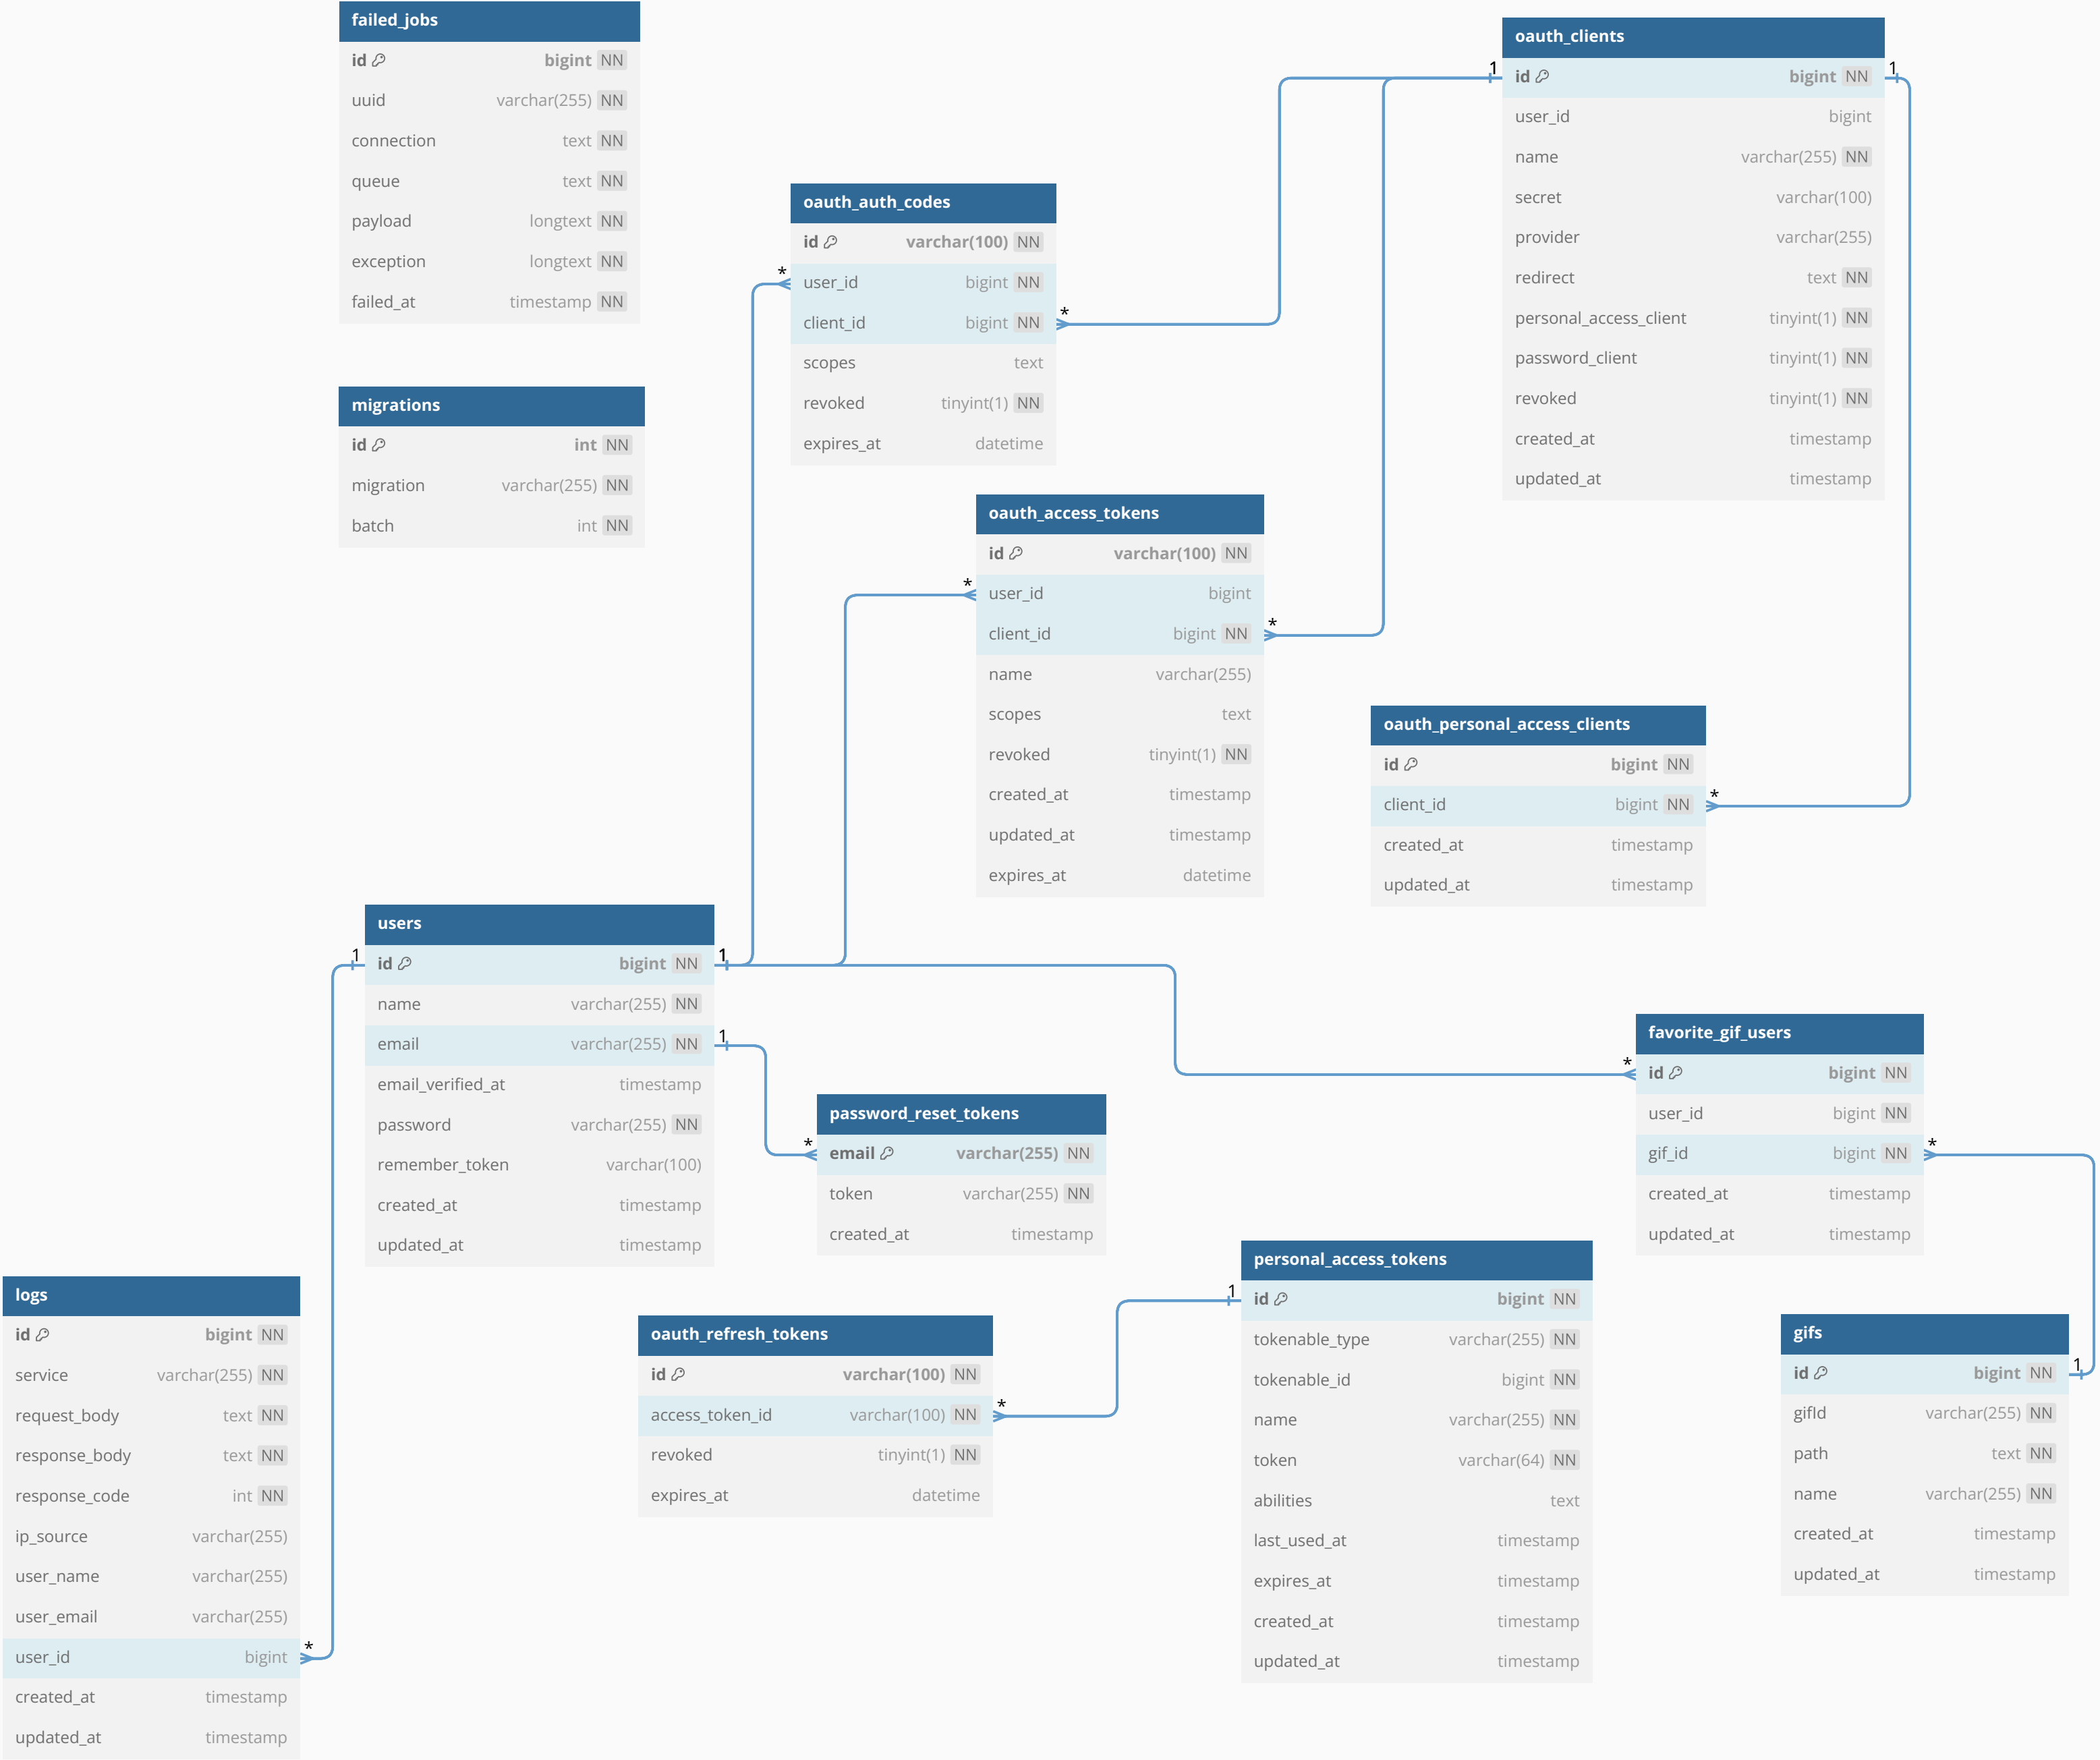 failed_jobs
id bigint NN
uuid varchar(255) NN
connection text NN
queue text NN
payload longtext NN
exception longtext NN
failed_at timestamp NN
migrations
id int NN
migration varchar(255) NN
batch int NN
oauth_auth_codes
id varchar(100) NN
* user_id bigint NN
client_id bigint NN *
scopes text
revoked tinyint(1) NN
expires_at datetime
oauth_clients
1 id bigint NN 1
user_id bigint
name varchar(255) NN
secret varchar(100)
provider varchar(255)
redirect text NN
personal_access_client tinyint(1) NN
password_client tinyint(1) NN
revoked tinyint(1) NN
created_at timestamp
updated_at timestamp
oauth_access_tokens
id varchar(100) NN
* user_id bigint
client_id bigint NN *
name varchar(255)
scopes text
revoked tinyint(1) NN
created_at timestamp
updated_at timestamp
expires_at datetime
oauth_personal_access_clients
id bigint NN
client_id bigint NN *
created_at timestamp
updated_at timestamp
users
1 id bigint NN 1
name varchar(255) NN
email varchar(255) NN 1
email_verified_at timestamp
password varchar(255) NN
remember_token varchar(100)
created_at timestamp
updated_at timestamp
password_reset_tokens
* email varchar(255) NN
token varchar(255) NN
created_at timestamp
favorite_gif_users
* id bigint NN
user_id bigint NN
gif_id bigint NN *
created_at timestamp
updated_at timestamp
logs
id bigint NN
service varchar(255) NN
request_body text NN
response_body text NN
response_code int NN
ip_source varchar(255)
user_name varchar(255)
user_email varchar(255)
user_id bigint *
created_at timestamp
updated_at timestamp
oauth_refresh_tokens
id varchar(100) NN
access_token_id varchar(100) NN *
revoked tinyint(1) NN
expires_at datetime
personal_access_tokens
1 id bigint NN
tokenable_type varchar(255) NN
tokenable_id bigint NN
name varchar(255) NN
token varchar(64) NN
abilities text
last_used_at timestamp
expires_at timestamp
created_at timestamp
updated_at timestamp
gifs
id bigint NN 1
gifId varchar(255) NN
path text NN
name varchar(255) NN
created_at timestamp
updated_at timestamp